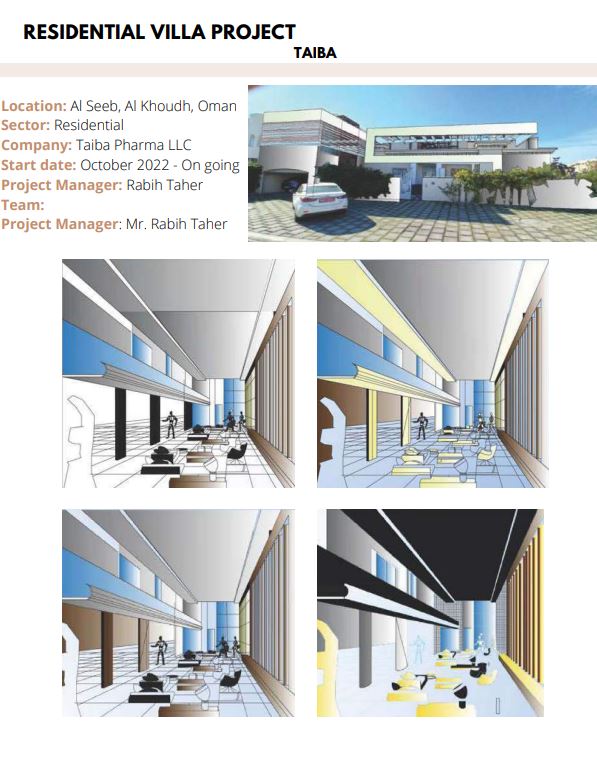 RESIDENTIAL VILLA PROJECT
TAIBA
Location: Al Seeb, Al Khoudh, Oman
Sector: Residential
Company: Taiba Pharma LLC
Start date: October 2022 - On going
Project Manager: Rabih Taher
Team:
Project Manager: Mr. Rabih Taher